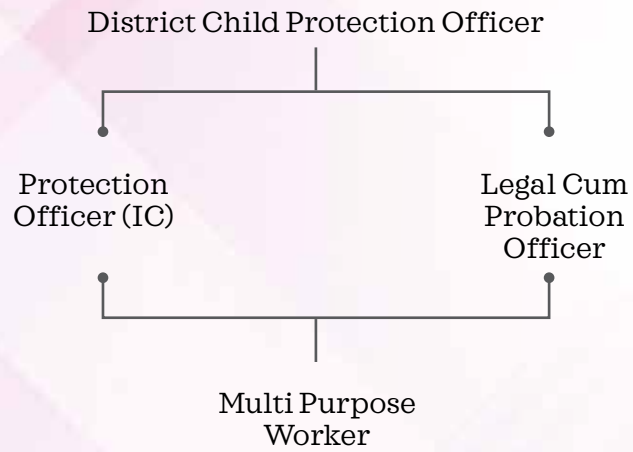 District Child Protection Officer
Protection
Officer (IC)
Legal Cum
Probation
Officer
Multi Purpose
Worker